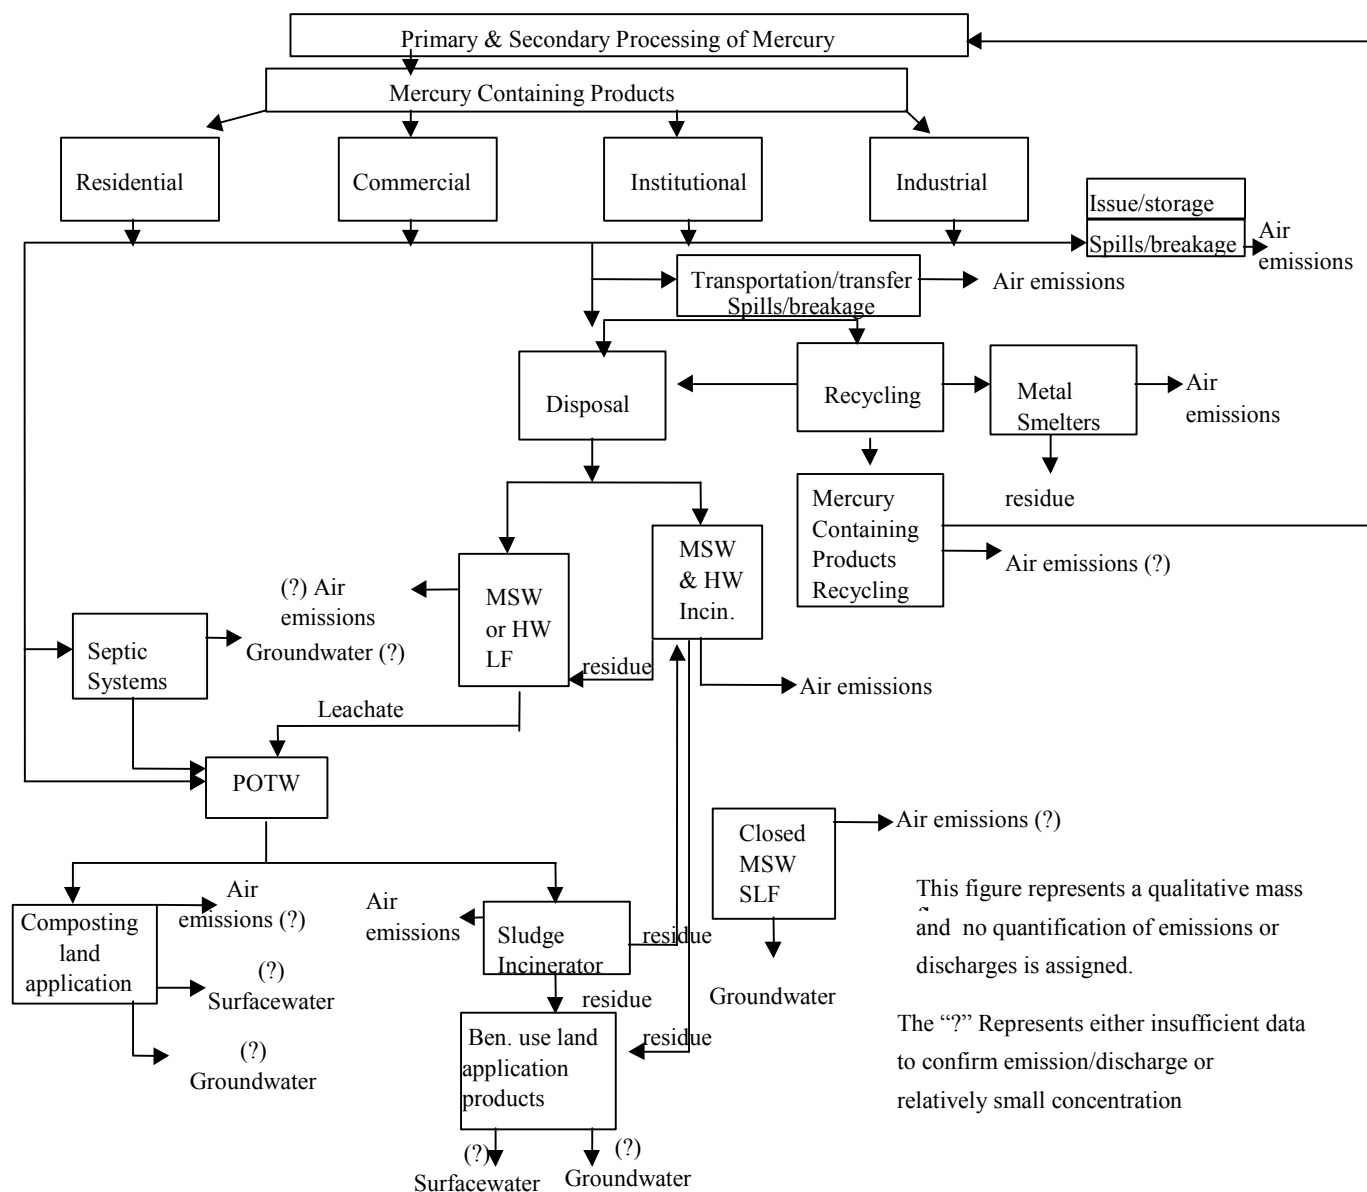 Primary & Secondary Processing of Mercury
Mercury Containing Products
Residential
Commercial
Institutional
Industrial
Issue/storage
Spills/breakage
Air
emissions
Transportation/transfer
Spills/breakage
Air emissions
Disposal
Recycling
Metal
Smelters
Air
emissions
residue
Mercury
Containing
Products
Recycling
Air emissions (?)
MSW
& HW
Incin.
MSW
or HW
LF
(?) Air
emissions
Septic
Systems
Groundwater (?)
residue
Air emissions
Leachate
POTW
Closed
MSW
SLF
Air emissions (?)
Groundwater
Composting
land
application
Air
emissions (?)
(?)
Surfacewater
(?)
Groundwater
Air
emissions
Sludge
Incinerator
residue
residue
Ben. use land
application
products
residue
(?)
Surfacewater
(?)
Groundwater
This figure represents a qualitative mass
and no quantification of emissions or
discharges is assigned.
The “?” Represents either insufficient data
to confirm emission/discharge or
relatively small concentration